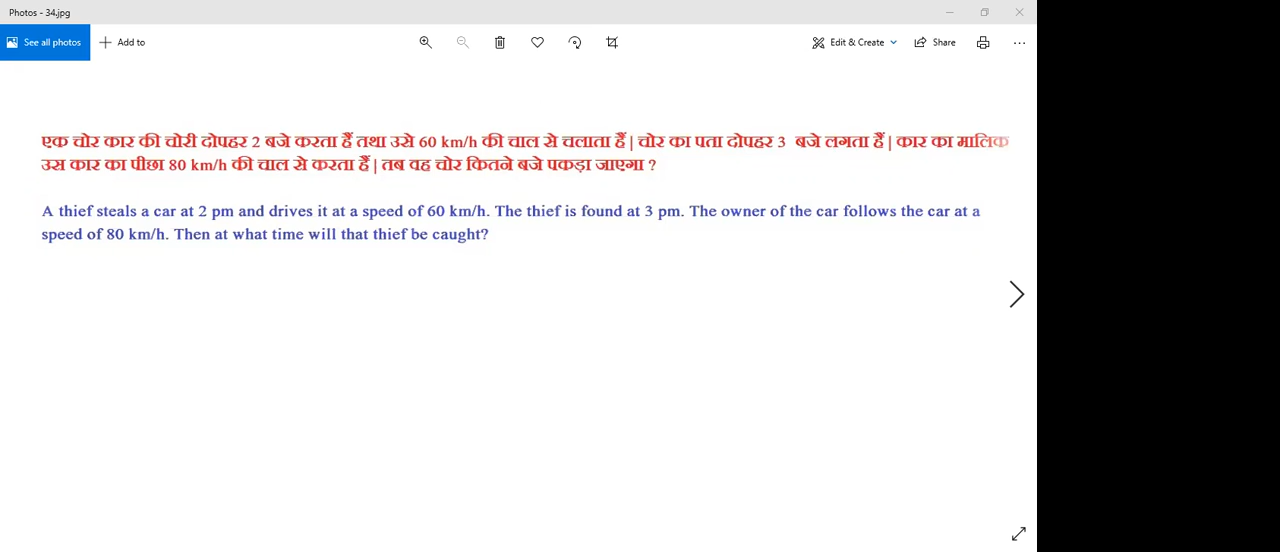 Photos - 34.jpg
See all photos
Add to
Edit & Create
Share
एक चोर कार की चोरी दोपहर 2 बजे करता हैं तथा उसे 60 km/h की चाल से चलाता हैं | चोर का पता दोपहर 3 बजे लगता हैं | कार का मालिक
उस कार का पीछा 80 km/h की चाल से करता हैं | तब वह चोर कितने बजे पकड़ा जाएगा ?
A thief steals a car at 2 pm and drives it at a speed of 60 km/h. The thief is found at 3 pm. The owner of the car follows the car at a
speed of 80 km/h. Then at what time will that thief be caught?